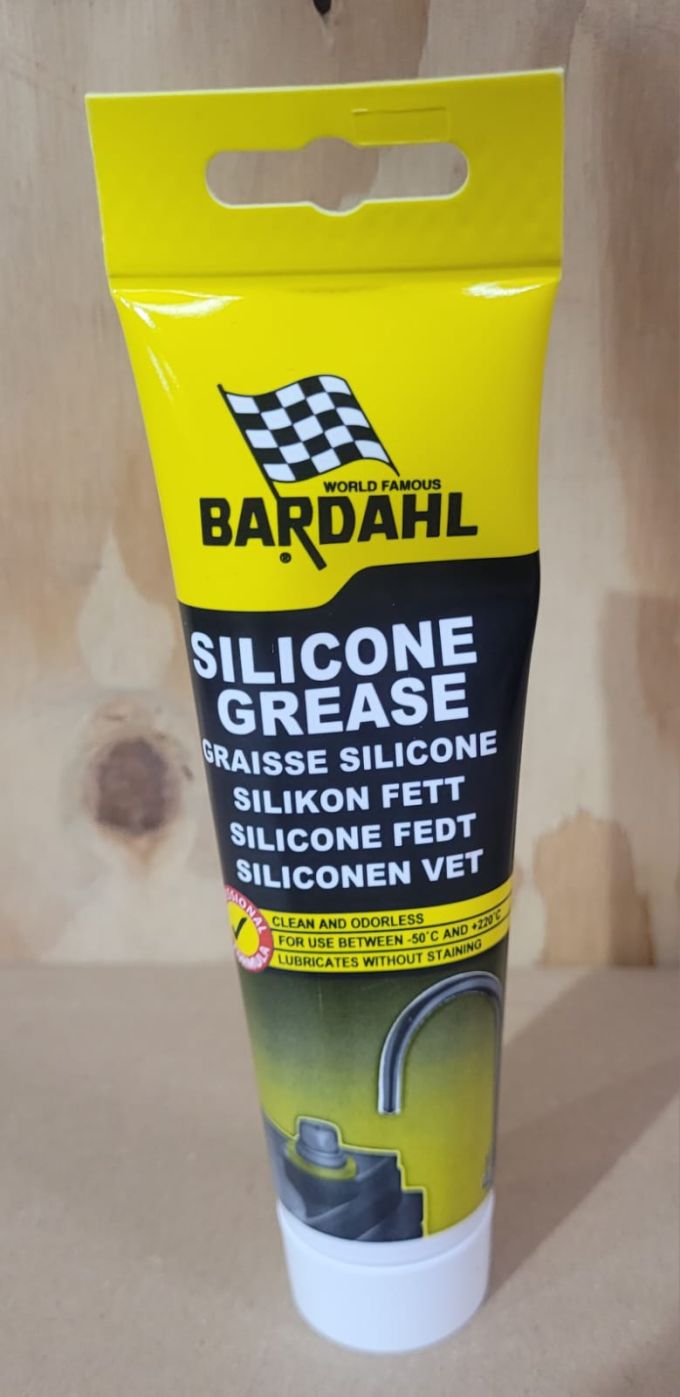 WORLD FAMOUS
BARDAHL
®
SILICONE
GREASE
GRAISSE SILICONE
SILIKON FETT
SILICONE FEDT
SILICONEN VET
CLEAN AND ODORLESS
FOR USE BETWEEN -50°C AND +220°C
LUBRICATES WITHOUT STAINING